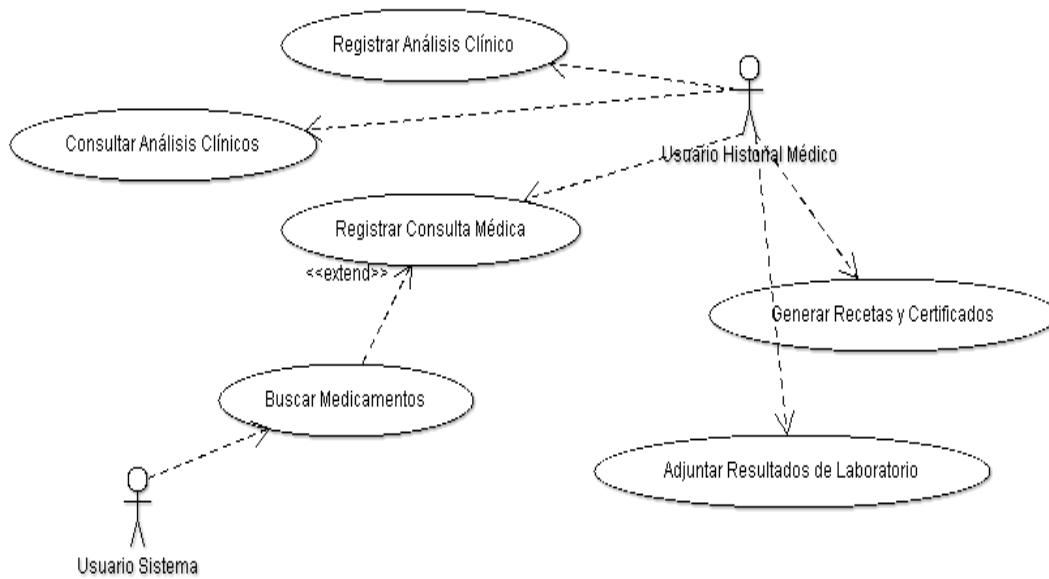 Registrar Análisis Clínico
Consultar Análisis Clínicos
Usuario Historial Médico
Registrar Consulta Médica
<<extend>>
Generar Recetas y Certificados
Buscar Medicamentos
Adjuntar Resultados de Laboratorio
Usuario Sistema